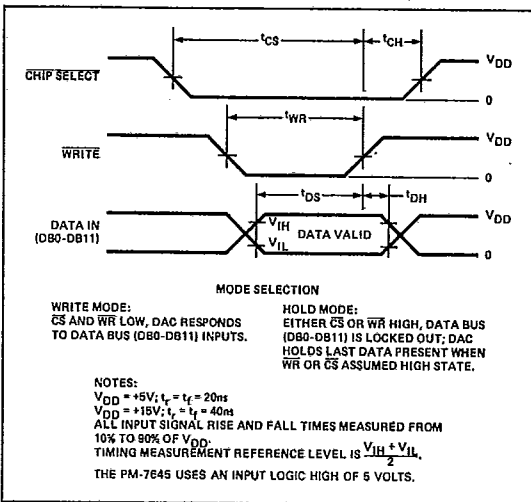 tCS
tCH
CHIP SELECT
VDD
0
tWR
WRITE
VDD
0
tDS
tDH
DATA IN
(DB0-DB11)
VIH
VIL
DATA VALID
VDD
0
MODE SELECTION
WRITE MODE:
CS AND WR LOW, DAC RESPONDS
TO DATA BUS (DB0-DB11) INPUTS.
HOLD MODE:
EITHER CS OR WR HIGH, DATA BUS
(DB0-DB11) IS LOCKED OUT; DAC
HOLDS LAST DATA PRESENT WHEN
WR OR CS ASSUMED HIGH STATE.
NOTES:
VDD = +5V; tr = tf = 20ns
VDD = +15V; tr = tf = 40ns
ALL INPUT SIGNAL RISE AND FALL TIMES MEASURED FROM
10% TO 90% OF VDD.
TIMING MEASUREMENT REFERENCE LEVEL IS (VIH + VIL)/2.
THE PM-7645 USES AN INPUT LOGIC HIGH OF 5 VOLTS.